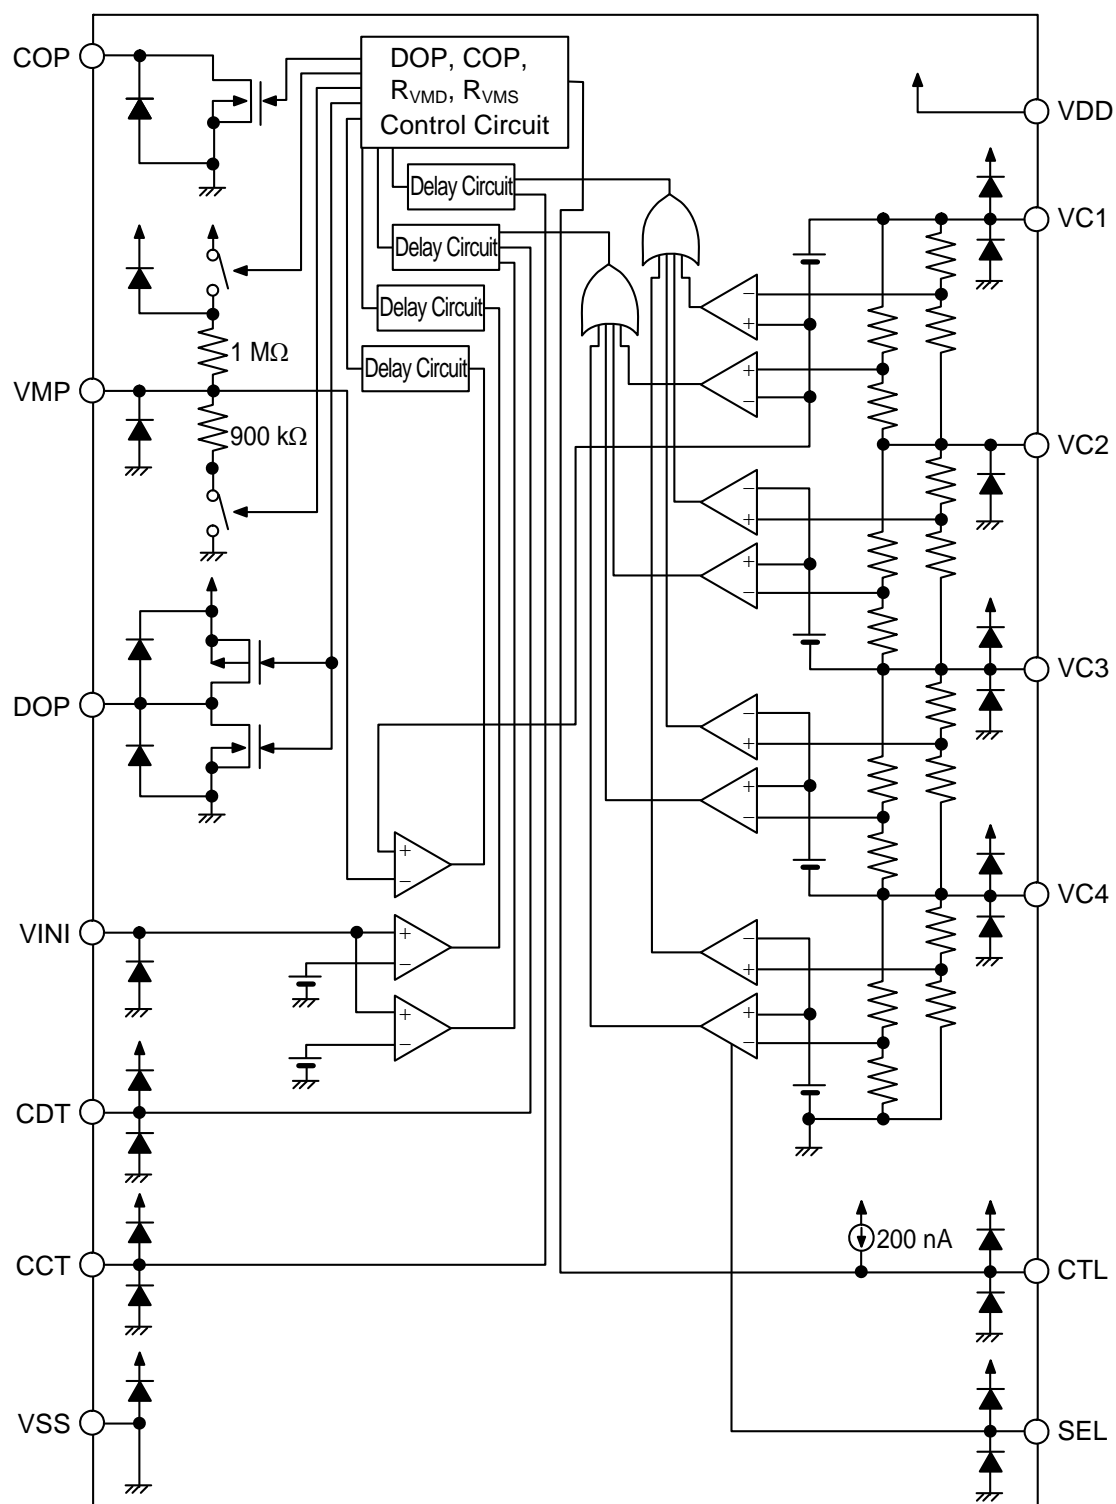 COP
DOP, COP,
RVMD, RVMS
Control Circuit
VDD
Delay Circuit
VC1
Delay Circuit
Delay Circuit
1 MΩ
Delay Circuit
VMP
900 kΩ
VC2
VC3
DOP
VC4
VINI
CDT
200 nA
CCT
CTL
VSS
SEL
− +
+ −
− +
+ −
− +
+ −
− +
+ −
+ −
+ −
+ −